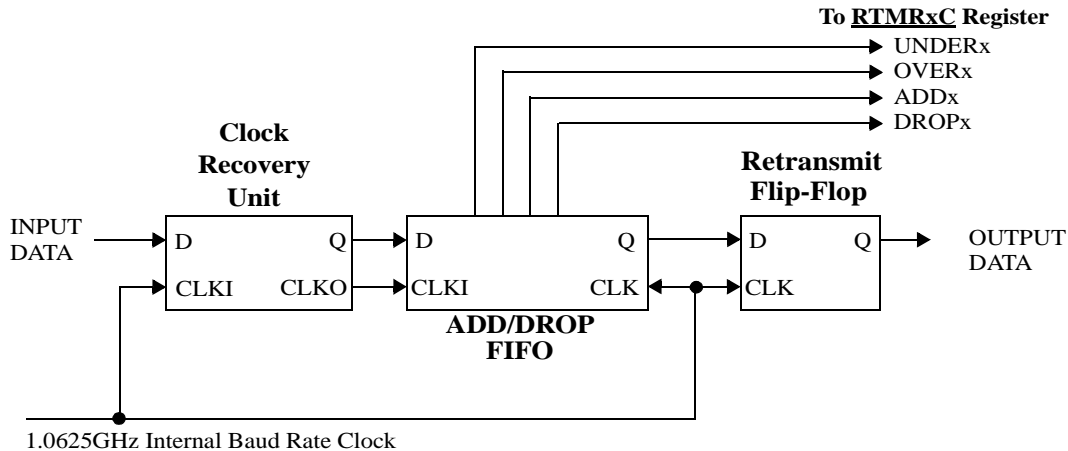 To RTMRxC Register
UNDERx
OVERx
ADDx
DROPx
Clock
Recovery
Unit
Retransmit
Flip-Flop
INPUT
DATA
D
Q
CLKI
CLKO
D
Q
CLKI
CLK
D
Q
CLK
OUTPUT
DATA
ADD/DROP
FIFO
1.0625GHz Internal Baud Rate Clock